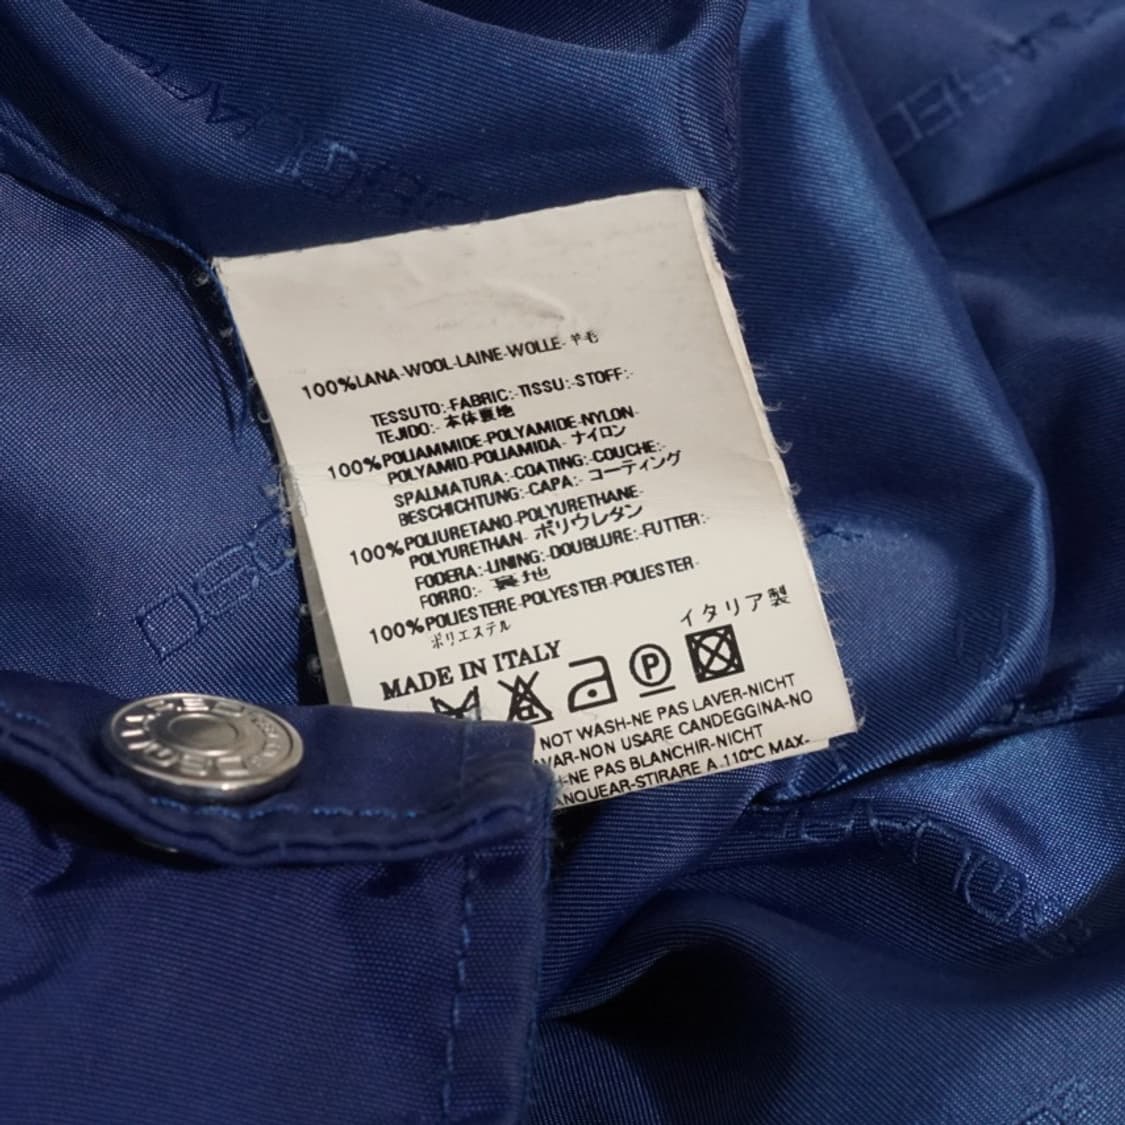 100%LANA-WOOL-LAINE-WOLLE-羊毛
TESSUTO:-FABRIC:-TISSU:-STOFF:-
TEJIDO:- 本体裏地
100%POLIAMMIDE-POLYAMIDE-NYLON-
POLYAMID-POLIAMIDA- ナイロン
SPALMATURA:-COATING:-COUCHE:-
BESCHICHTUNG:-CAPA:- コーティング
100%POLIURETANO-POLYURETHANE-
POLYURETHAN- ポリウレタン
FODERA:-LINING:-DOUBLURE:-FUTTER:-
FORRO:- 裏地
100%POLIESTERE-POLYESTER-POLIESTER-
ポリエステル
イタリア製
MADE IN ITALY
P
NOT WASH-NE PAS LAVER-NICHT
VAR-NON USARE CANDEGGINA-NO
-NE PAS BLANCHIR-NICHT
NQUEAR-STIRARE A 110°C MAX-